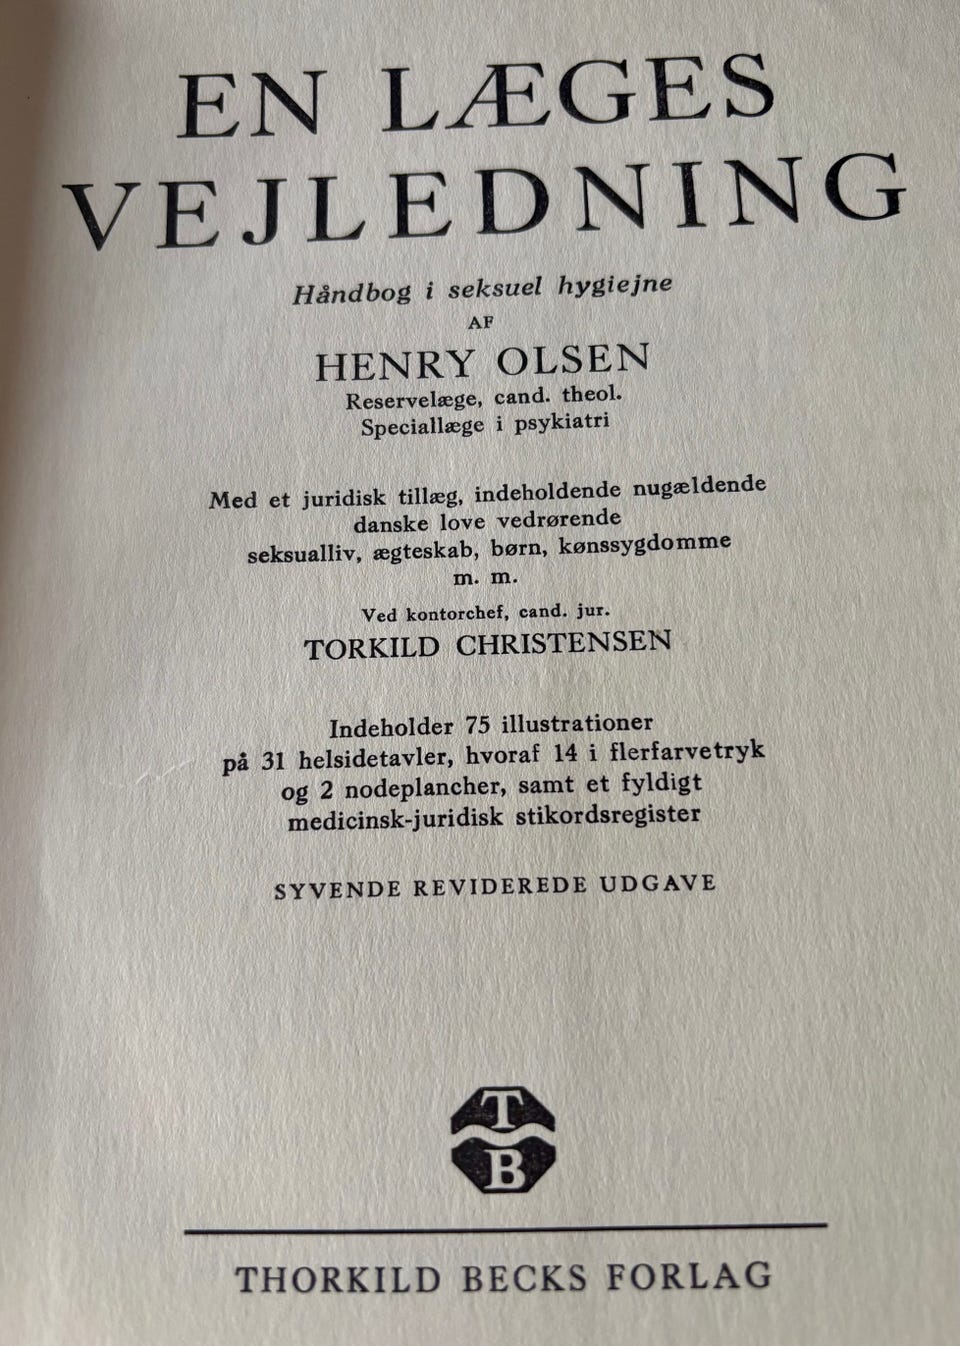 EN LÆGES
VEJLEDNING
Håndbog i seksuel hygiejne
AF
HENRY OLSEN
Reservelæge, cand. theol.
Speciallæge i psykiatri
Med et juridisk tillæg, indeholdende nugældende
danske love vedrørende
seksualliv, ægteskab, børn, kønssygdomme
m. m.
Ved kontorchef, cand. jur.
TORKILD CHRISTENSEN
Indeholder 75 illustrationer
på 31 helsidetavler, hvoraf 14 i flerfarvetryk
og 2 nodeplancher, samt et fyldigt
medicinsk-juridisk stikordsregister
SYVENDE REVIDEREDE UDGAVE
T
B
THORKILD BECKS FORLAG